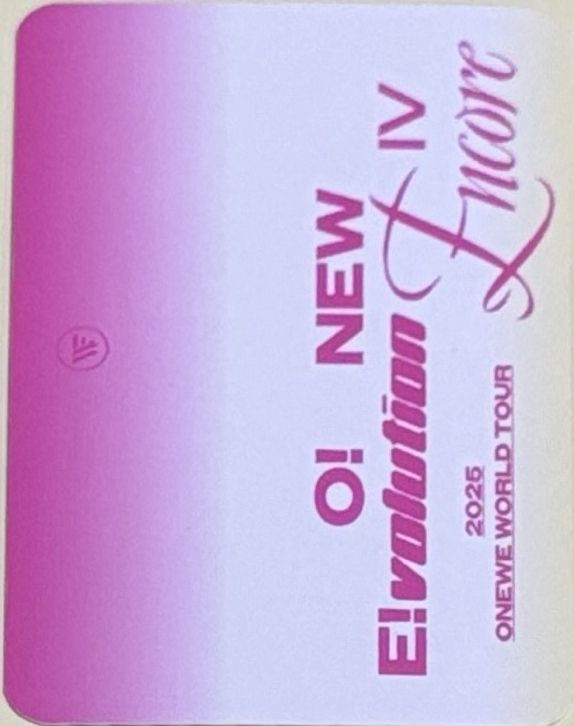 O! NEW
E!volution IV
Encore
2025
ONEWE WORLD TOUR